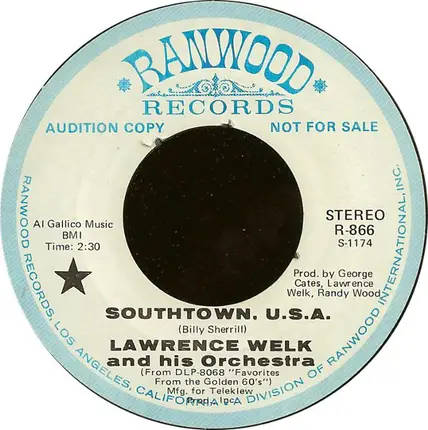 RANWOOD
RECORDS
AUDITION COPY
NOT FOR SALE
Al Gallico Music
BMI
Time: 2:30
STEREO
R-866
S-1174
Prod. by George
Cates, Lawrence
Welk, Randy Wood
SOUTHTOWN, U.S.A.
(Billy Sherrill)
LAWRENCE WELK
and his Orchestra
(From DLP-8068 "Favorites
From the Golden 60's")
Mfg. for Teleklew
Prod., Inc.
RANWOOD RECORDS, LOS ANGELES, CALIFORNIA / A DIVISION OF RANWOOD INTERNATIONAL, INC.